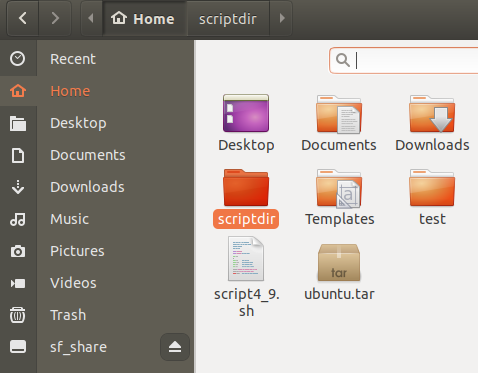 Home scriptdir
Recent
Home
Desktop
Documents
Downloads
Music
Pictures
Videos
Trash
sf_share
Desktop Documents Downloads
scriptdir Templates test
script4_9.
sh
ubuntu.tar
tar